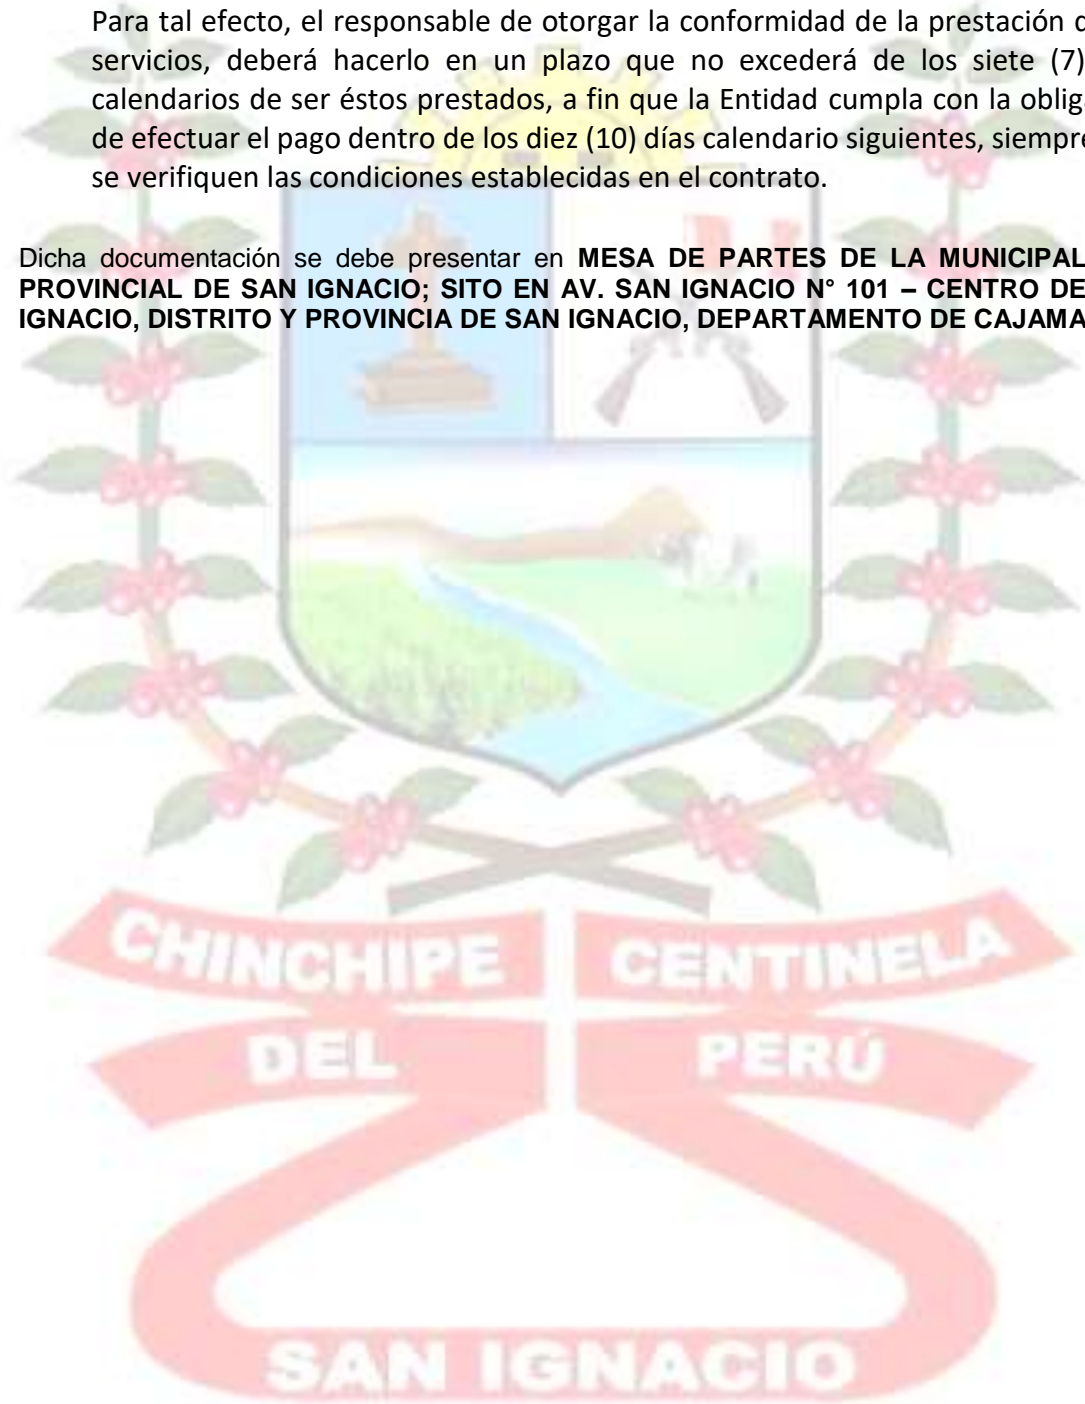 Para tal efecto, el responsable de otorgar la conformidad de la prestación d
servicios, deberá hacerlo en un plazo que no excederá de los siete (7)
calendarios de ser éstos prestados, a fin que la Entidad cumpla con la oblig
de efectuar el pago dentro de los diez (10) días calendario siguientes, siempre
se verifiquen las condiciones establecidas en el contrato.
Dicha documentación se debe presentar en MESA DE PARTES DE LA MUNICIPAL
PROVINCIAL DE SAN IGNACIO; SITO EN AV. SAN IGNACIO N° 101 – CENTRO DE
IGNACIO, DISTRITO Y PROVINCIA DE SAN IGNACIO, DEPARTAMENTO DE CAJAMA
CHINCHIPE CENTINELA
DEL PERÚ
SAN IGNACIO